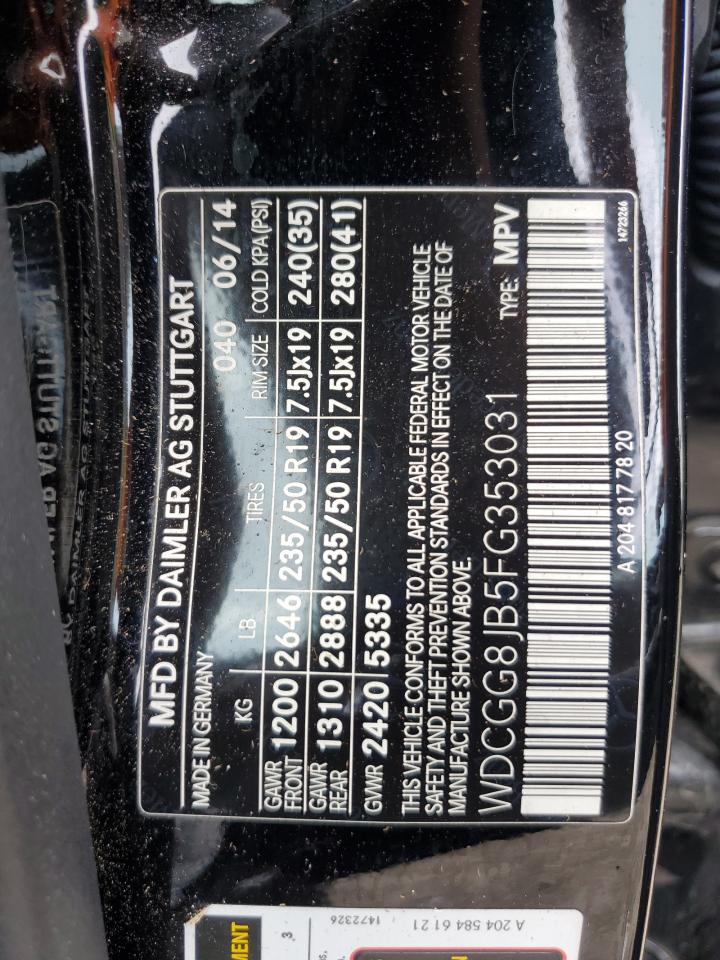 MFD BY DAIMLER AG STUTTGART
MADE IN GERMANY 040 06/14
KG LB TIRES RIM SIZE COLD KPA(PSI)
GAWR FRONT 1200 2646 235/50 R19 7.5Jx19 240(35)
GAWR REAR 1310 2888 235/50 R19 7.5Jx19 280(41)
GVWR 2420 5335
THIS VEHICLE CONFORMS TO ALL APPLICABLE FEDERAL MOTOR VEHICLE
SAFETY AND THEFT PREVENTION STANDARDS IN EFFECT ON THE DATE OF
MANUFACTURE SHOWN ABOVE.
WDCGG8JB5FG353031 TYPE: MPV
A 204 817 78 20 14723266
A 204 584 61 21
1472326
3